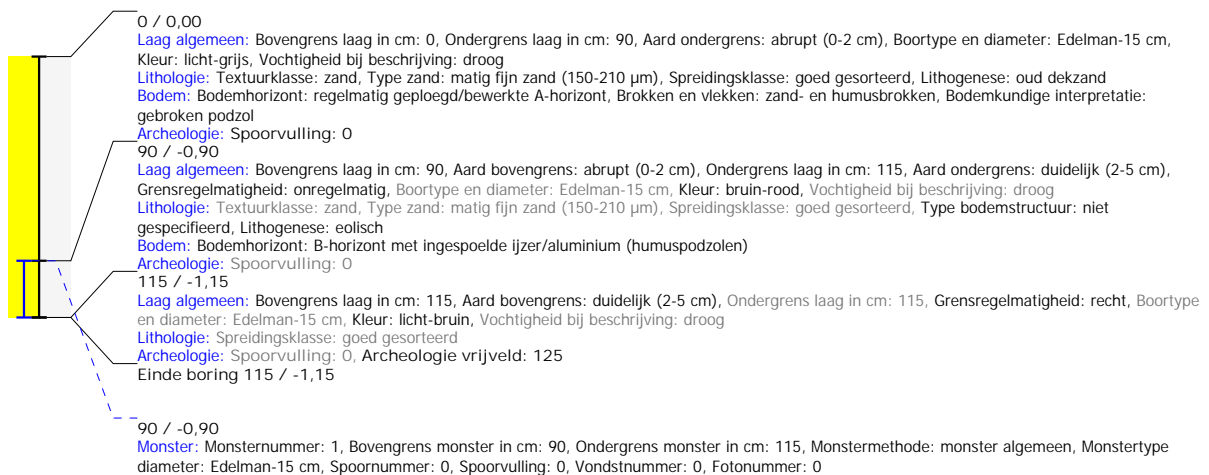 0 / 0,00
Laag algemeen: Bovengrens laag in cm: 0, Ondergrens laag in cm: 90, Aard ondergrens: abrupt (0-2 cm), Boortype en diameter: Edelman-15 cm,
Kleur: licht-grijs, Vochtigheid bij beschrijving: droog
Lithologie: Textuurklasse: zand, Type zand: matig fijn zand (150-210 µm), Spreidingsklasse: goed gesorteerd, Lithogenese: oud dekzand
Bodem: Bodemhorizont: regelmatig geploegd/bewerkte A-horizont, Brokken en vlekken: zand- en humusbrokken, Bodemkundige interpretatie:
gebroken podzol
Archeologie: Spoorvulling: 0
90 / -0,90
Laag algemeen: Bovengrens laag in cm: 90, Aard bovengrens: abrupt (0-2 cm), Ondergrens laag in cm: 115, Aard ondergrens: duidelijk (2-5 cm),
Grensregelmatigheid: onregelmatig, Boortype en diameter: Edelman-15 cm, Kleur: bruin-rood, Vochtigheid bij beschrijving: droog
Lithologie: Textuurklasse: zand, Type zand: matig fijn zand (150-210 µm), Spreidingsklasse: goed gesorteerd, Type bodemstructuur: niet
gespecifieerd, Lithogenese: eolisch
Bodem: Bodemhorizont: B-horizont met ingespoelde ijzer/aluminium (humuspodzolen)
Archeologie: Spoorvulling: 0
115 / -1,15
Laag algemeen: Bovengrens laag in cm: 115, Aard bovengrens: duidelijk (2-5 cm), Ondergrens laag in cm: 115, Grensregelmatigheid: recht, Boortype
en diameter: Edelman-15 cm, Kleur: licht-bruin, Vochtigheid bij beschrijving: droog
Lithologie: Spreidingsklasse: goed gesorteerd
Archeologie: Spoorvulling: 0, Archeologie vrijveld: 125
Einde boring 115 / -1,15
90 / -0,90
Monster: Monsternummer: 1, Bovengrens monster in cm: 90, Ondergrens monster in cm: 115, Monstermethode: monster algemeen, Monstertype
diameter: Edelman-15 cm, Spoornummer: 0, Spoorvulling: 0, Vondstnummer: 0, Fotonummer: 0